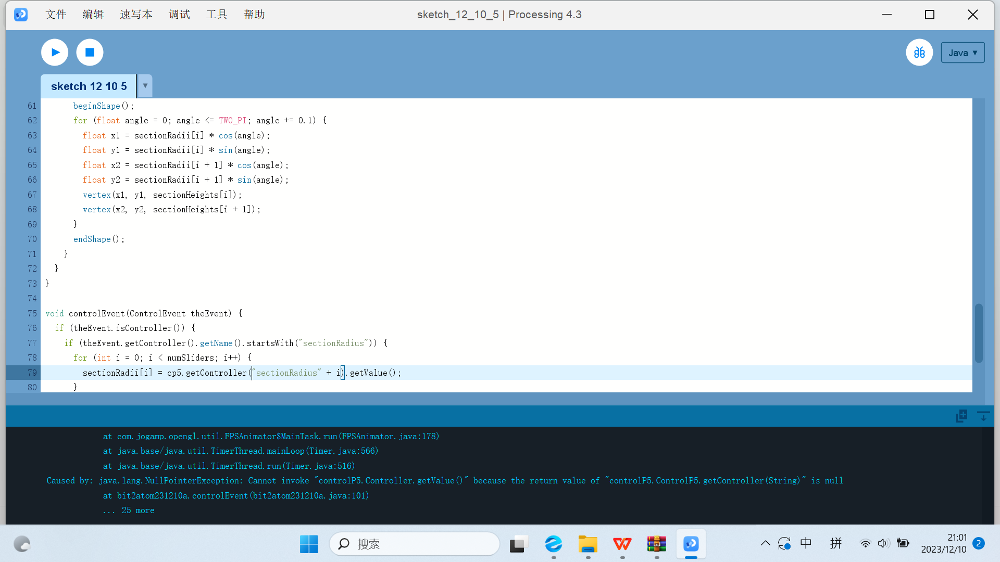 文件 编辑 速写本 调试 工具 帮助 sketch_12_10_5 | Processing 4.3
Java ▼
sketch 12 10 5 ▼
61 beginShape();
62 for (float angle = 0; angle <= TWO_PI; angle += 0.1) {
63 float x1 = sectionRadii[i] * cos(angle);
64 float y1 = sectionRadii[i] * sin(angle);
65 float x2 = sectionRadii[i + 1] * cos(angle);
66 float y2 = sectionRadii[i + 1] * sin(angle);
67 vertex(x1, y1, sectionHeights[i]);
68 vertex(x2, y2, sectionHeights[i + 1]);
69 }
70 endShape();
71 }
72 }
73 }
74
75 void controlEvent(ControlEvent theEvent) {
76 if (theEvent.isController()) {
77 if (theEvent.getController().getName().startsWith("sectionRadius")) {
78 for (int i = 0; i < numSliders; i++) {
79 sectionRadii[i] = cp5.getController("sectionRadius" + i).getValue();
80 }
at com.jogamp.opengl.util.FPSAnimator$MainTask.run(FPSAnimator.java:178)
at java.base/java.util.TimerThread.mainLoop(Timer.java:566)
at java.base/java.util.TimerThread.run(Timer.java:516)
Caused by: java.lang.NullPointerException: Cannot invoke "controlP5.Controller.getValue()" because the return value of "controlP5.ControlP5.getController(String)" is null
at bit2atom231210a.controlEvent(bit2atom231210a.java:101)
... 25 more
搜索
中 拼 21:01
2023/12/10 2